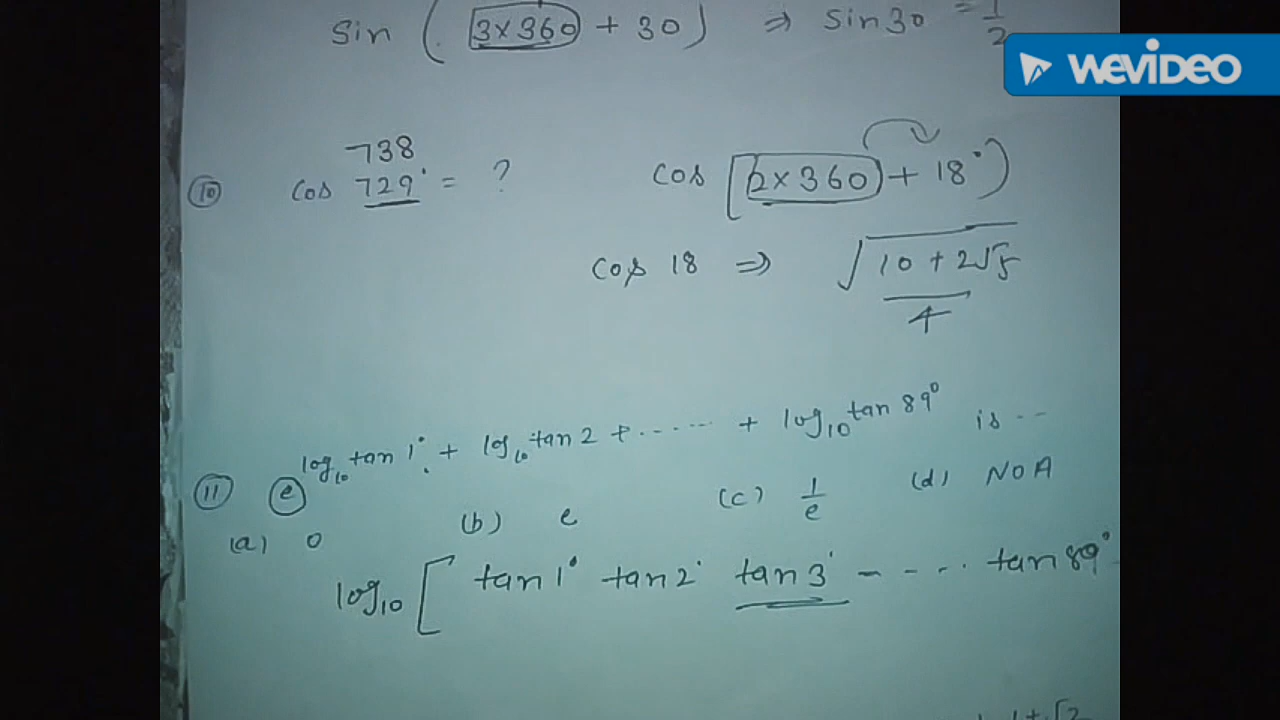 sin ( 3×360 + 30 ) ⇒ sin 30 = 1/2
WEVIDEO
738
⑩ cos 729° = ? cos [2×360 + 18°)
cos 18 ⇒ √10 + 2√5 / 4
⑪ e log₁₀ tan 1° + log₁₀ tan 2 + ...... + log₁₀ tan 89° is ..
(a) 0 (b) e (c) 1/e (d) NOA
log₁₀ [ tan 1° tan 2° tan 3° - - - . . tan 89°